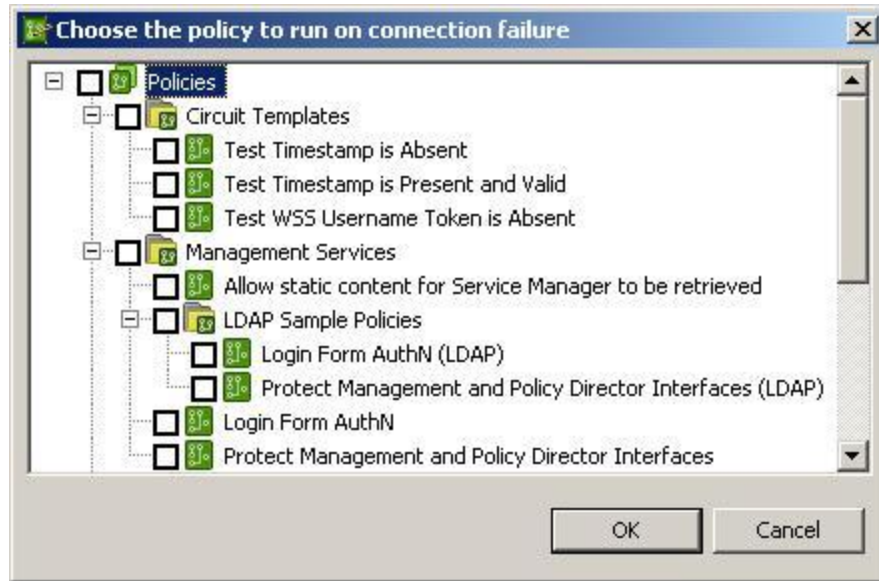 Choose the policy to run on connection failure
Policies
Circuit Templates
Test Timestamp is Absent
Test Timestamp is Present and Valid
Test WSS Username Token is Absent
Management Services
Allow static content for Service Manager to be retrieved
LDAP Sample Policies
Login Form AuthN (LDAP)
Protect Management and Policy Director Interfaces (LDAP)
Login Form AuthN
Protect Management and Policy Director Interfaces
OK Cancel